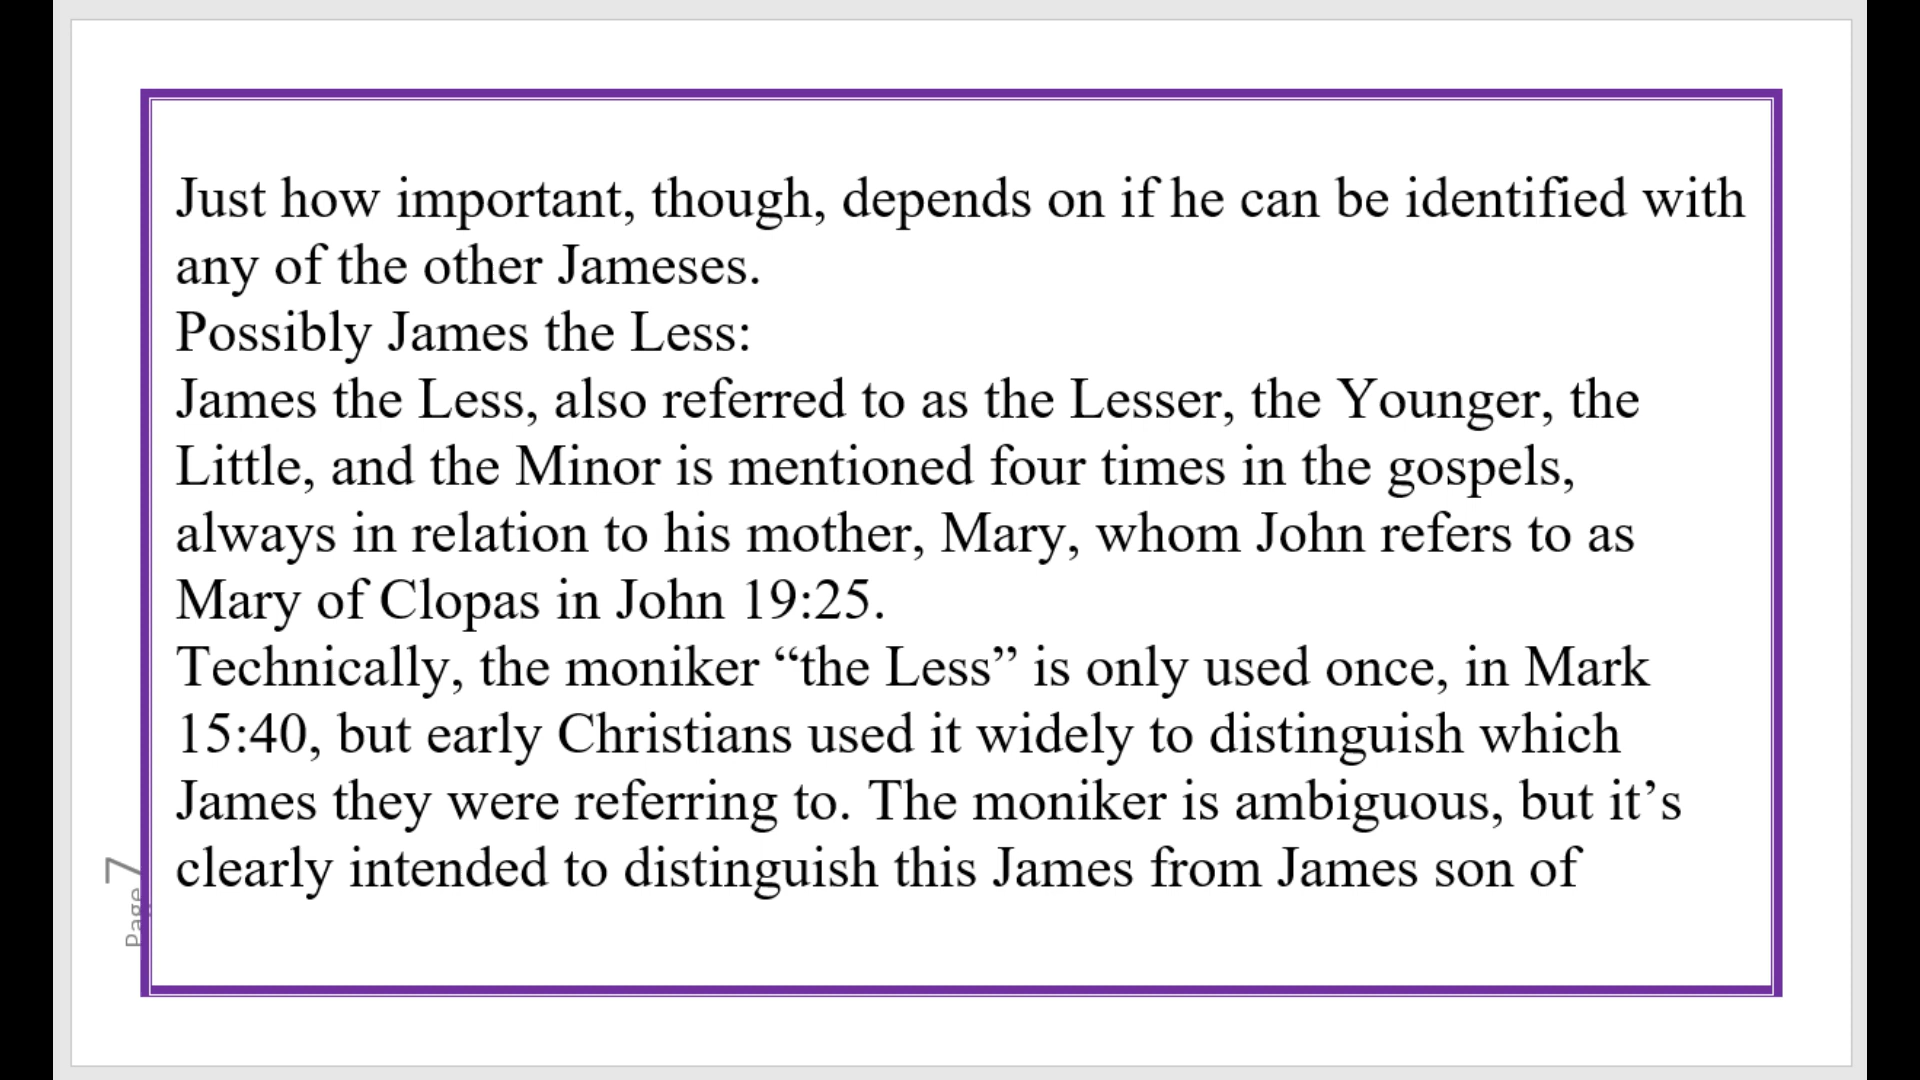 Just how important, though, depends on if he can be identified with
any of the other Jameses.
Possibly James the Less:
James the Less, also referred to as the Lesser, the Younger, the
Little, and the Minor is mentioned four times in the gospels,
always in relation to his mother, Mary, whom John refers to as
Mary of Clopas in John 19:25.
Technically, the moniker “the Less” is only used once, in Mark
15:40, but early Christians used it widely to distinguish which
James they were referring to. The moniker is ambiguous, but it’s
clearly intended to distinguish this James from James son of
Page 7